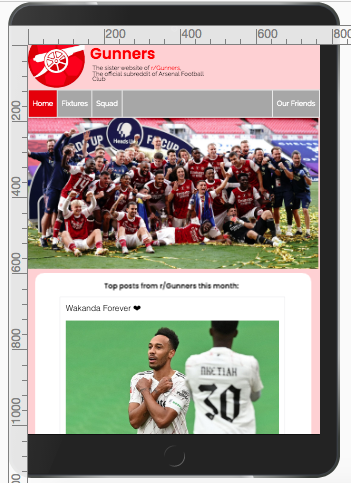 0 200 400 600 800
Gunners
The sister website of r/Gunners.
The official subreddit of Arsenal Football
Club
Home Fixtures Squad Our Friends
200
Heads Up
FA CUP
400
600
Top posts from r/Gunners this month:
800
Wakanda Forever ❤
NKETIAH
30
1000